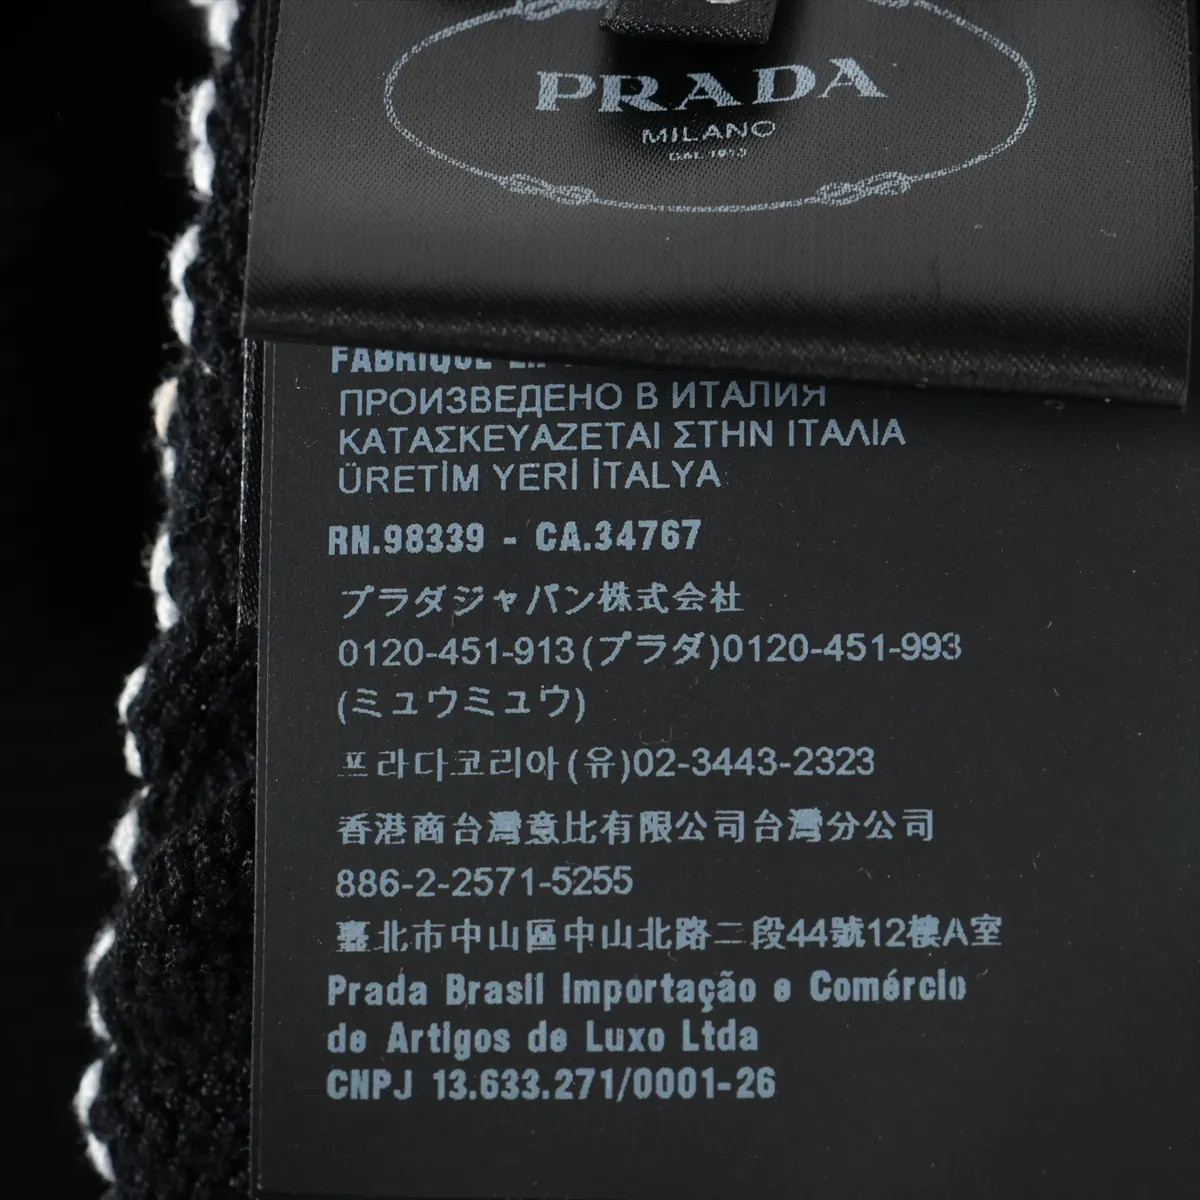 PRADA
MILANO
DAL 1913
FABRIQUÉ EN
ПРОИЗВЕДЕНО В ИТАЛИЯ
ΚΑΤΑΣΚΕΥΑΖΕΤΑΙ ΣΤΗΝ ΙΤΑΛΙΑ
ÜRETİM YERİ İTALYA
RN.98339 - CA.34767
プラダジャパン株式会社
0120-451-913(プラダ)0120-451-993
(ミュウミュウ)
프라다코리아(유)02-3443-2323
香港商台灣意比有限公司台灣分公司
886-2-2571-5255
臺北市中山區中山北路二段44號12樓A室
Prada Brasil Importação e Comércio
de Artigos de Luxo Ltda
CNPJ 13.633.271/0001-26